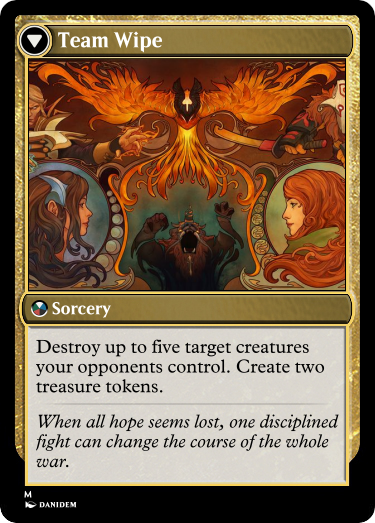 Team Wipe
Sorcery
Destroy up to five target creatures
your opponents control. Create two
treasure tokens.
When all hope seems lost, one disciplined
fight can change the course of the whole
war.
M
DANIDEM